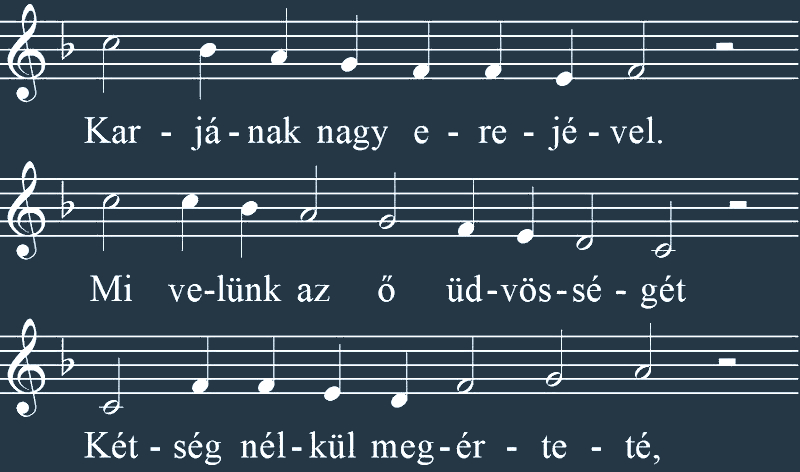 Kar - já - nak nagy e - re - jé - vel.
Mi ve-lünk az ő üd-vös-sé - gét
Két - ség nél-kül meg-ér - te - té,